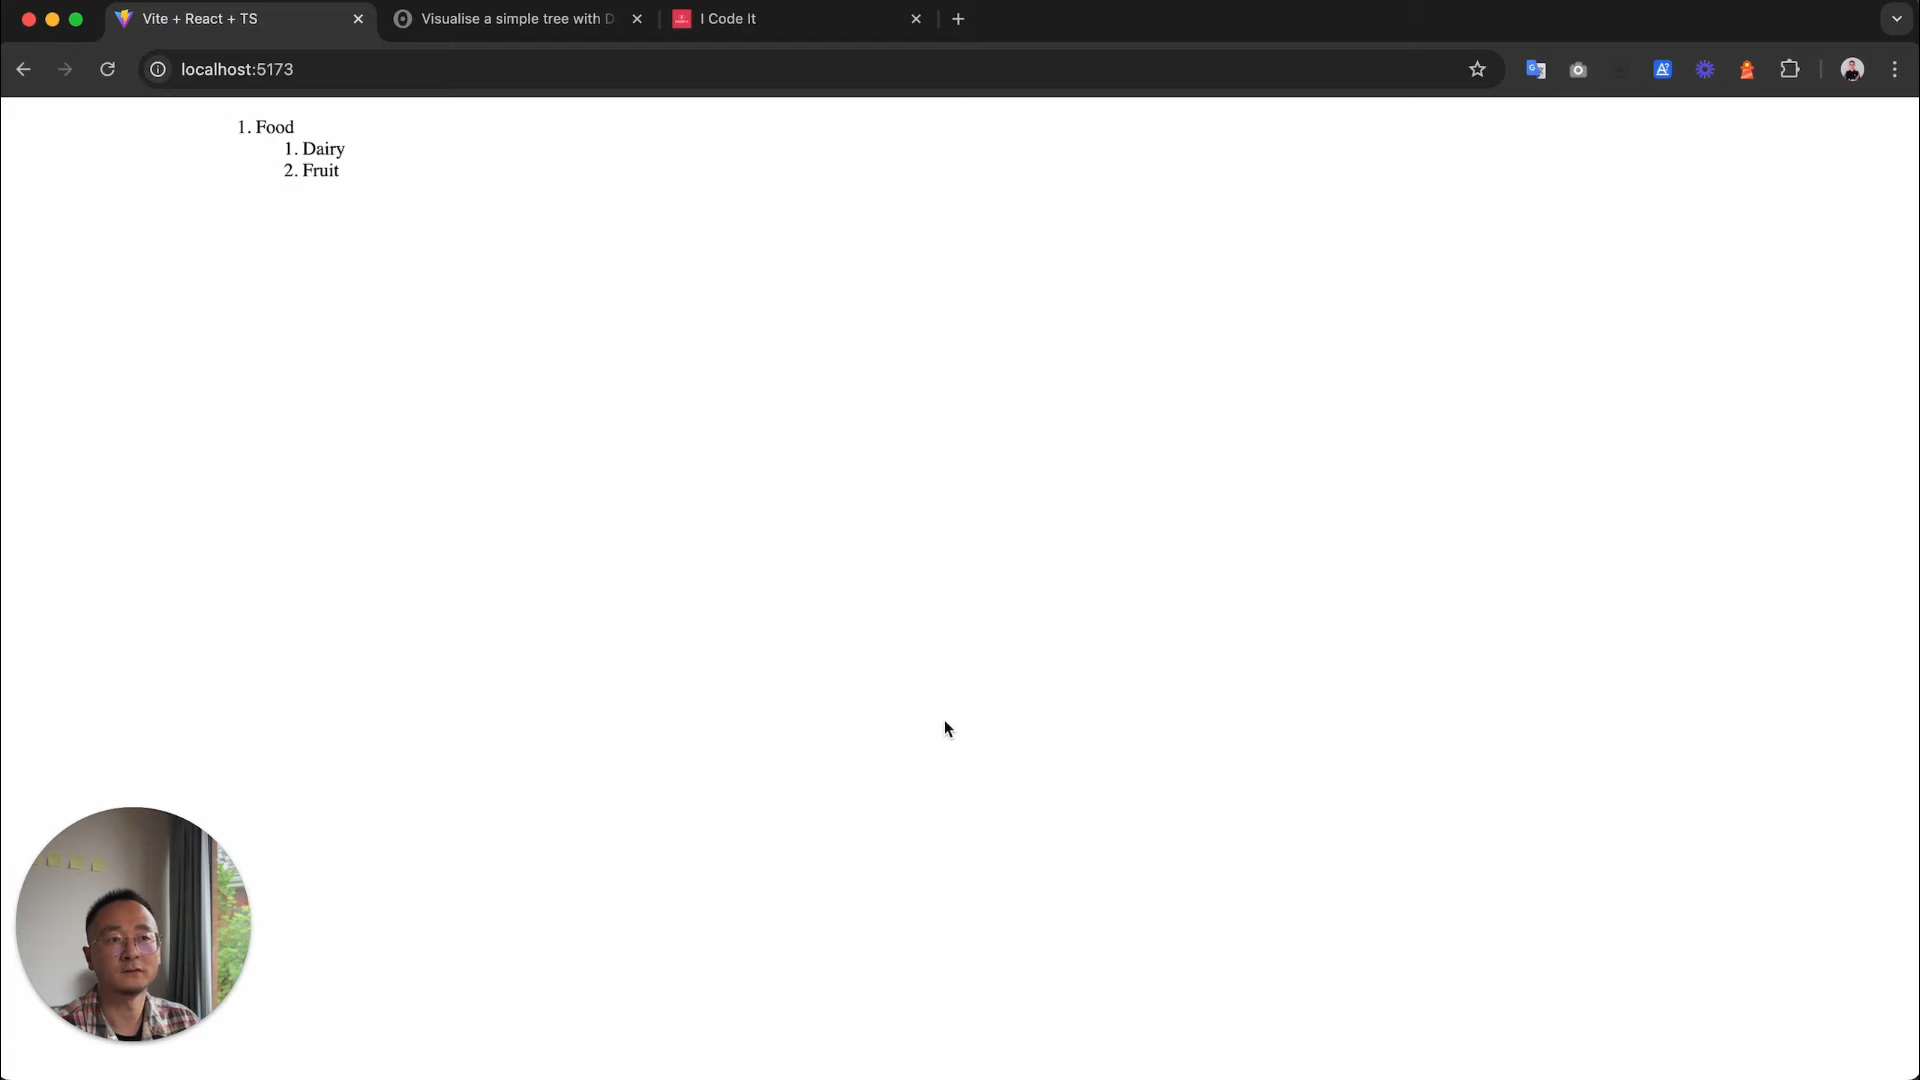 Vite + React + TS
Visualise a simple tree with D
I Code It
localhost:5173
1. Food
1. Dairy
2. Fruit